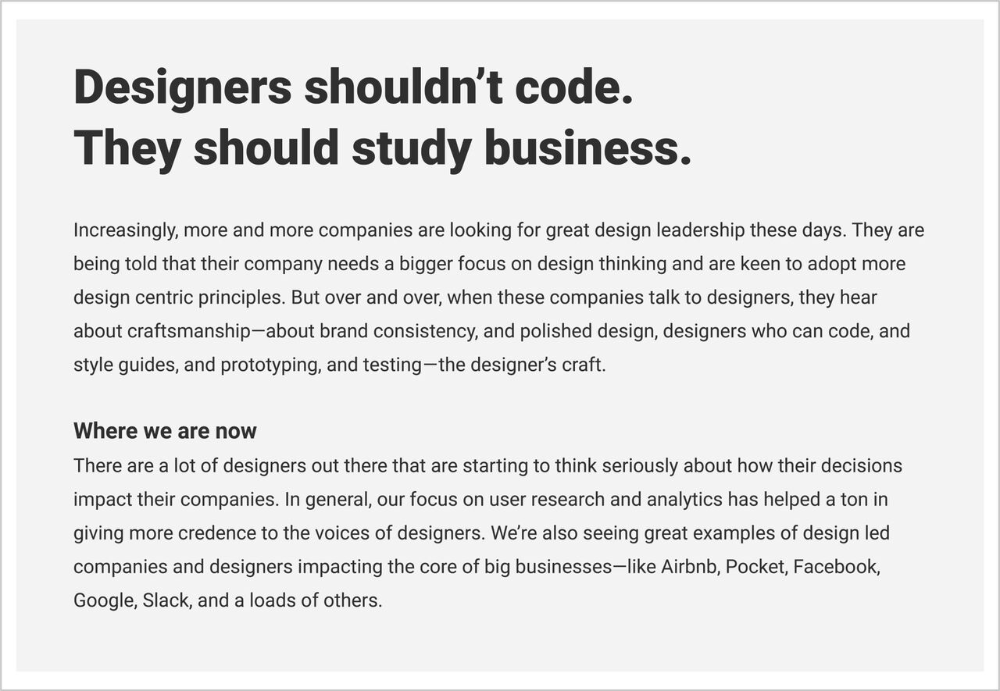 Designers shouldn’t code.
They should study business.
Increasingly, more and more companies are looking for great design leadership these days. They are
being told that their company needs a bigger focus on design thinking and are keen to adopt more
design centric principles. But over and over, when these companies talk to designers, they hear
about craftsmanship—about brand consistency, and polished design, designers who can code, and
style guides, and prototyping, and testing—the designer’s craft.
Where we are now
There are a lot of designers out there that are starting to think seriously about how their decisions
impact their companies. In general, our focus on user research and analytics has helped a ton in
giving more credence to the voices of designers. We’re also seeing great examples of design led
companies and designers impacting the core of big businesses—like Airbnb, Pocket, Facebook,
Google, Slack, and a loads of others.